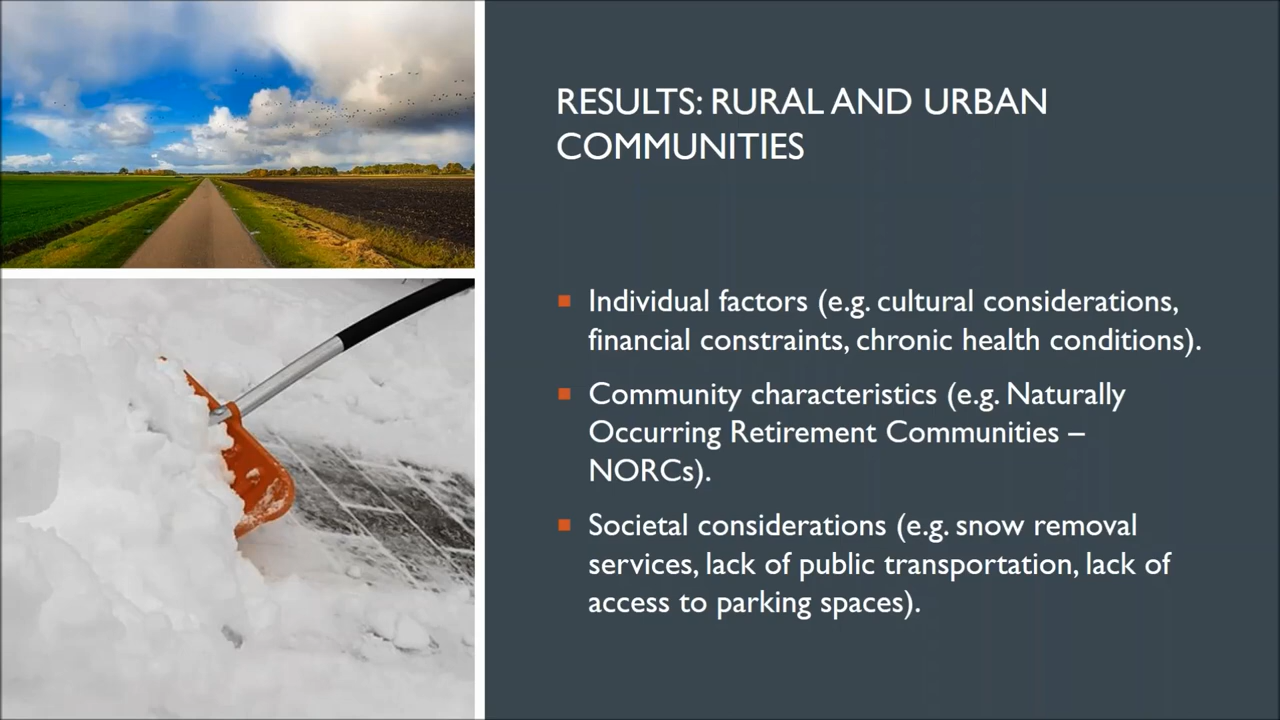 RESULTS: RURAL AND URBAN
COMMUNITIES
Individual factors (e.g. cultural considerations,
financial constraints, chronic health conditions).
Community characteristics (e.g. Naturally
Occurring Retirement Communities –
NORCs).
Societal considerations (e.g. snow removal
services, lack of public transportation, lack of
access to parking spaces).